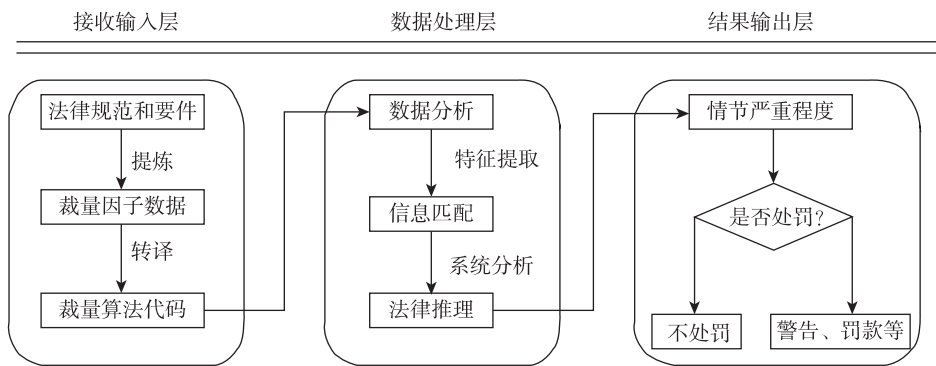 接收输入层
数据处理层
结果输出层
法律规范和要件
提炼
裁量因子数据
转译
裁量算法代码
数据分析
特征提取
信息匹配
系统分析
法律推理
情节严重程度
是否处罚?
不处罚
警告、罚款等